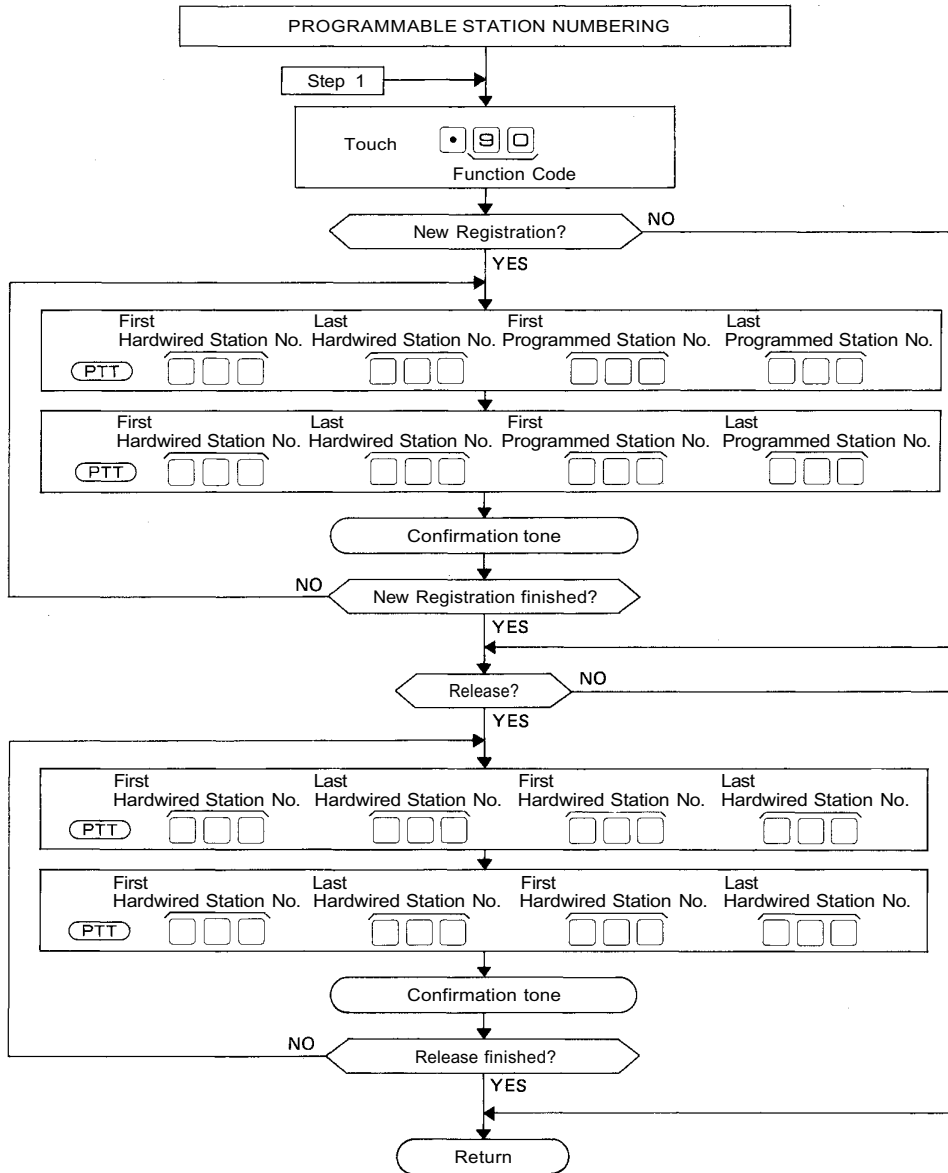 PROGRAMMABLE STATION NUMBERING
Step 1
Touch • 9 0
Function Code
New Registration?
NO
YES
First Last First Last
Hardwired Station No. Hardwired Station No. Programmed Station No. Programmed Station No.
PTT
First Last First Last
Hardwired Station No. Hardwired Station No. Programmed Station No. Programmed Station No.
PTT
Confirmation tone
NO
New Registration finished?
YES
NO
Release?
YES
First Last First Last
Hardwired Station No. Hardwired Station No. Hardwired Station No. Hardwired Station No.
PTT
First Last First Last
Hardwired Station No. Hardwired Station No. Hardwired Station No. Hardwired Station No.
PTT
Confirmation tone
NO
Release finished?
YES
Return